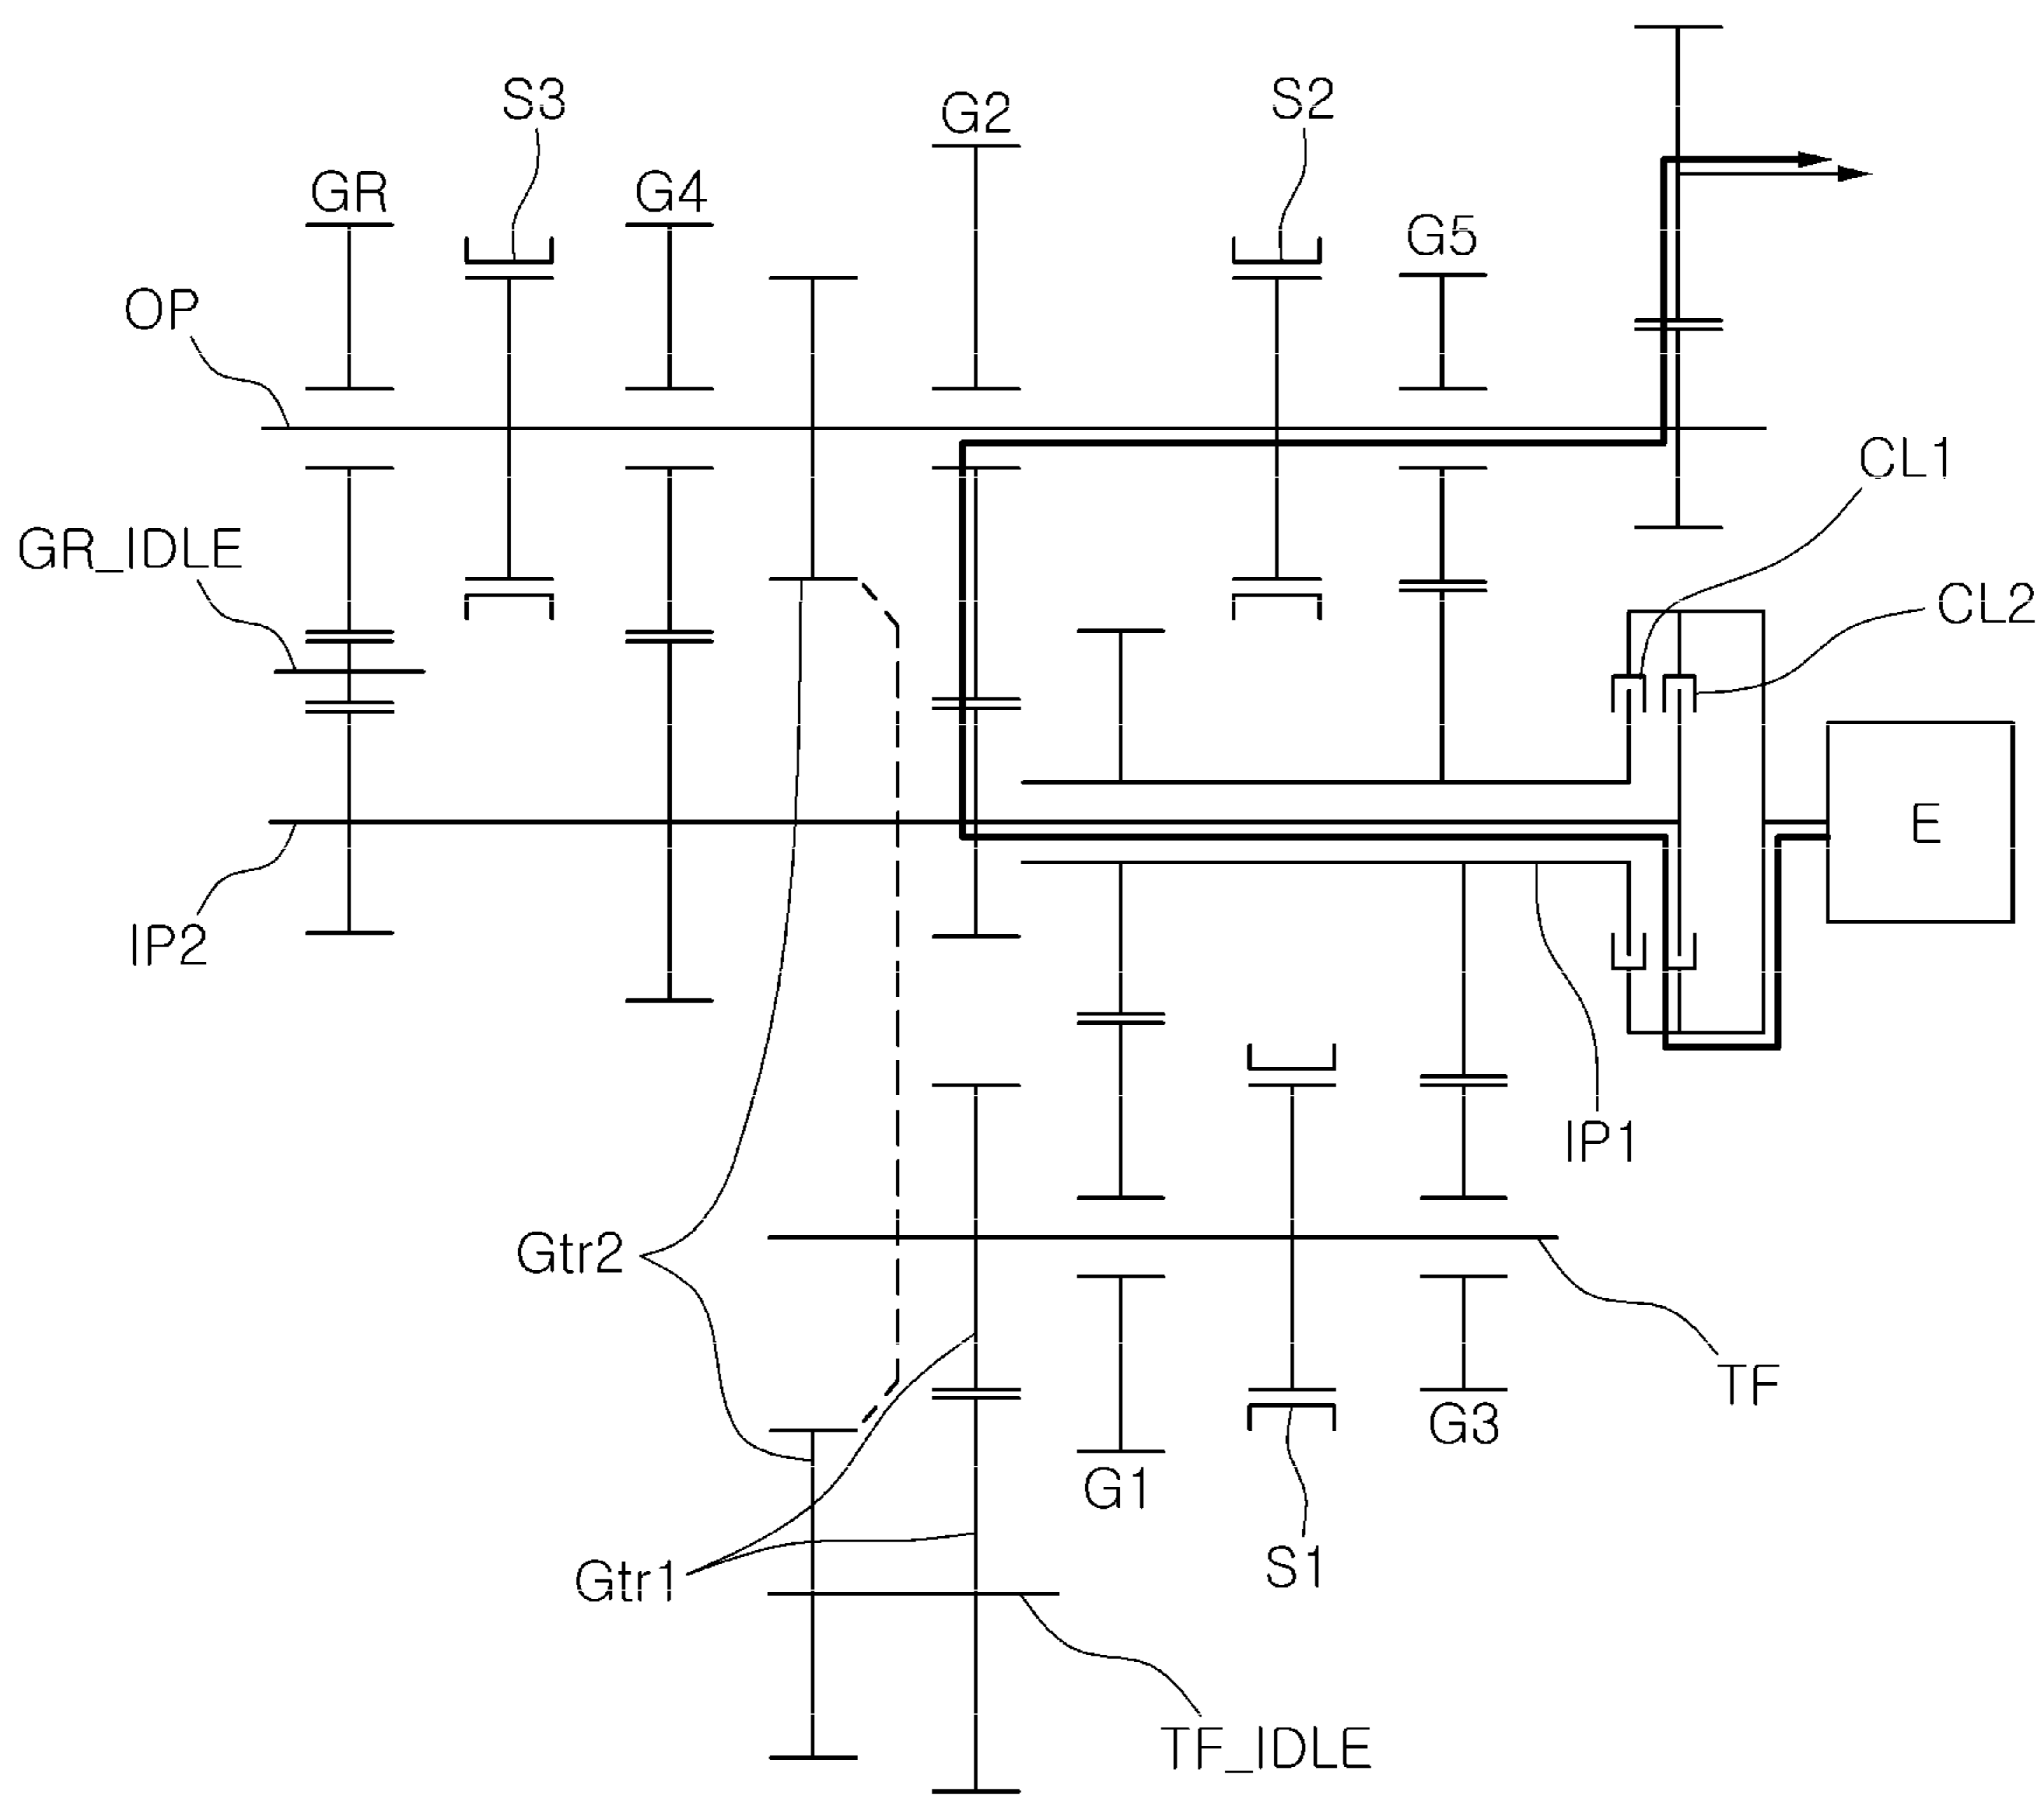 S3
S2
G2
GR
G4
G5
OP
CL1
GR_IDLE
CL2
E
IP2
IP1
Gtr2
TF
G3
G1
S1
Gtr1
TF_IDLE